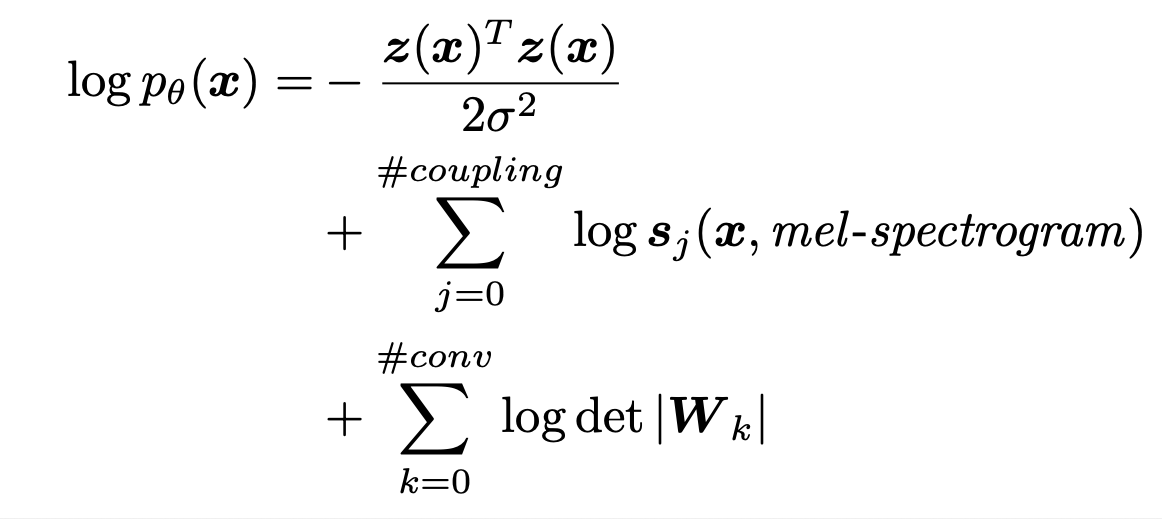 log p_θ(x) = − z(x)^T z(x) / 2σ^2
+ ∑_{j=0}^{#coupling} log s_j(x, mel-spectrogram)
+ ∑_{k=0}^{#conv} log det |W_k|